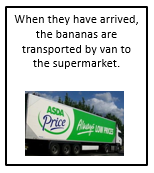 When they have arrived,
the bananas are
transported by van to
the supermarket.
ASDA
Price
Always LOW PRICES